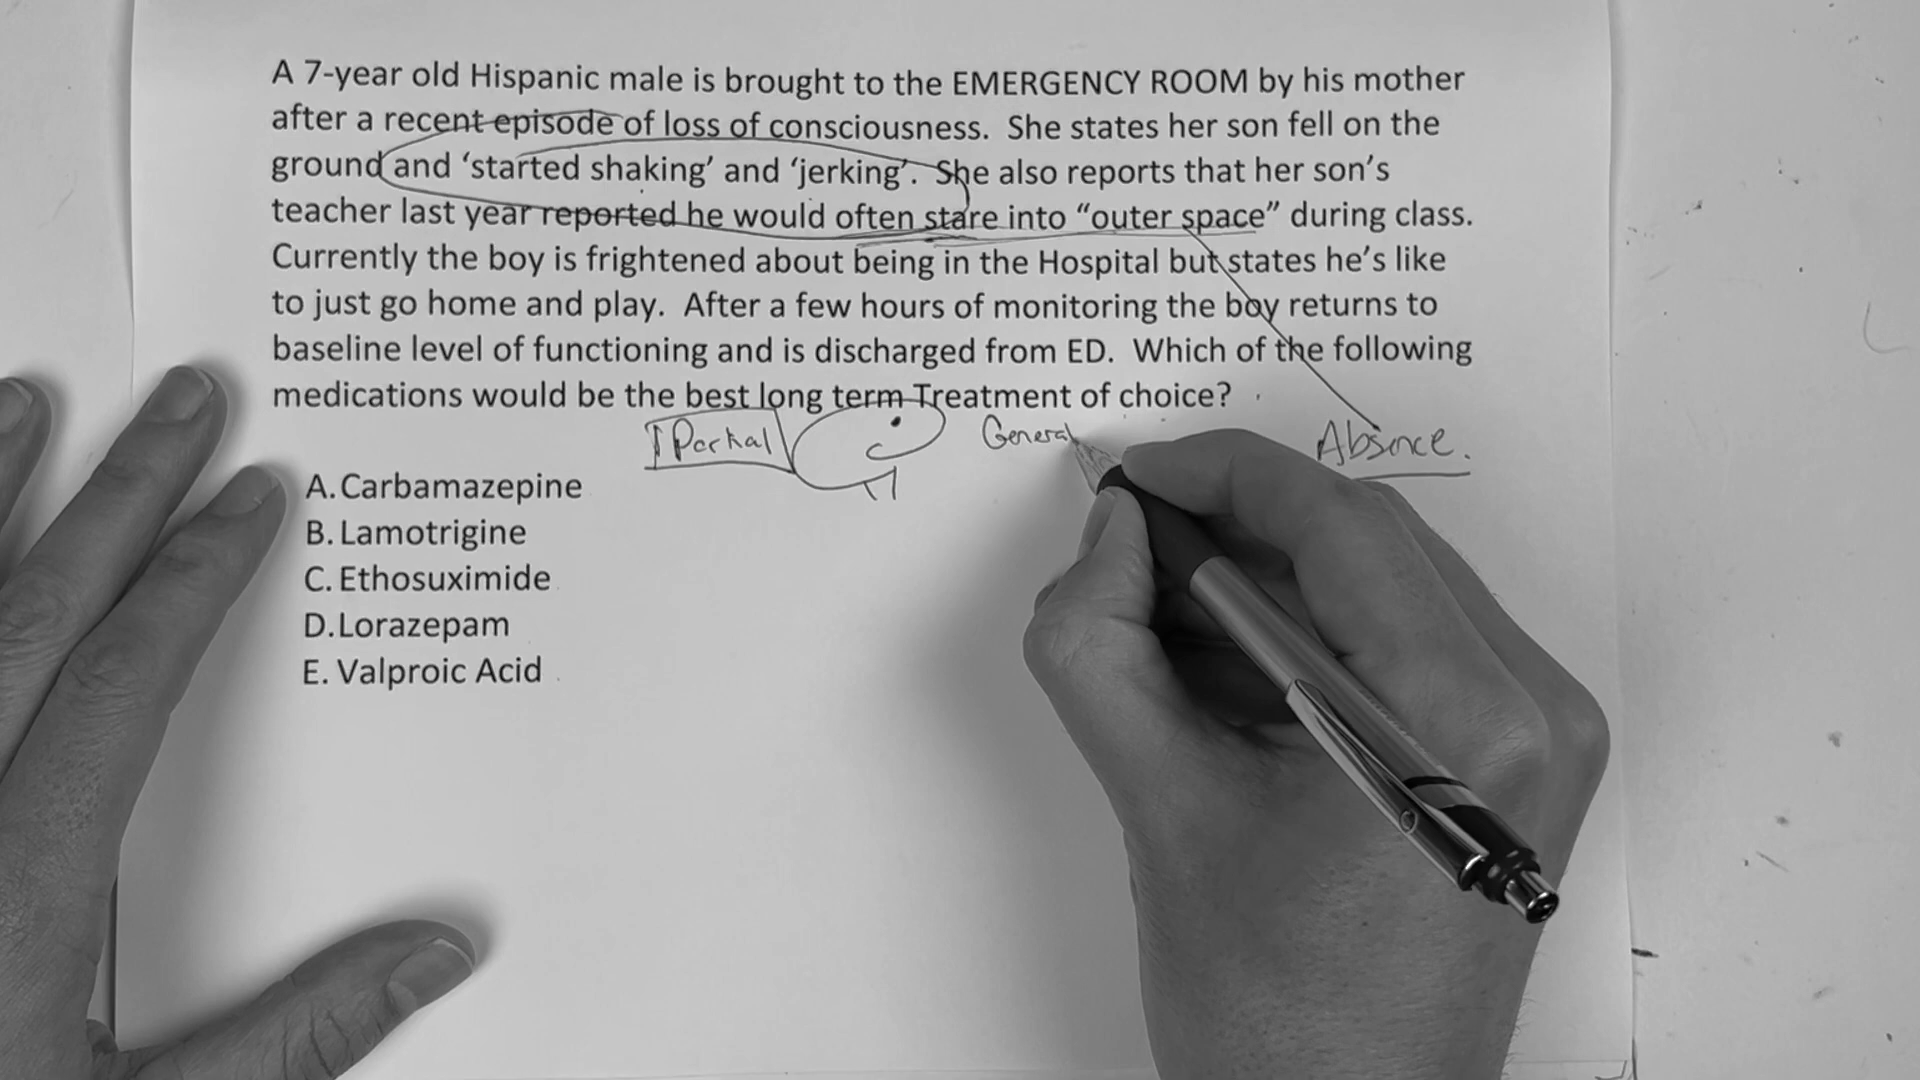 A 7-year old Hispanic male is brought to the EMERGENCY ROOM by his mother
after a recent episode of loss of consciousness. She states her son fell on the
ground and ‘started shaking’ and ‘jerking’. She also reports that her son’s
teacher last year reported he would often stare into “outer space” during class.
Currently the boy is frightened about being in the Hospital but states he’s like
to just go home and play. After a few hours of monitoring the boy returns to
baseline level of functioning and is discharged from ED. Which of the following
medications would be the best long term Treatment of choice?
Parkal General Absence.
A. Carbamazepine
B. Lamotrigine
C. Ethosuximide
D. Lorazepam
E. Valproic Acid